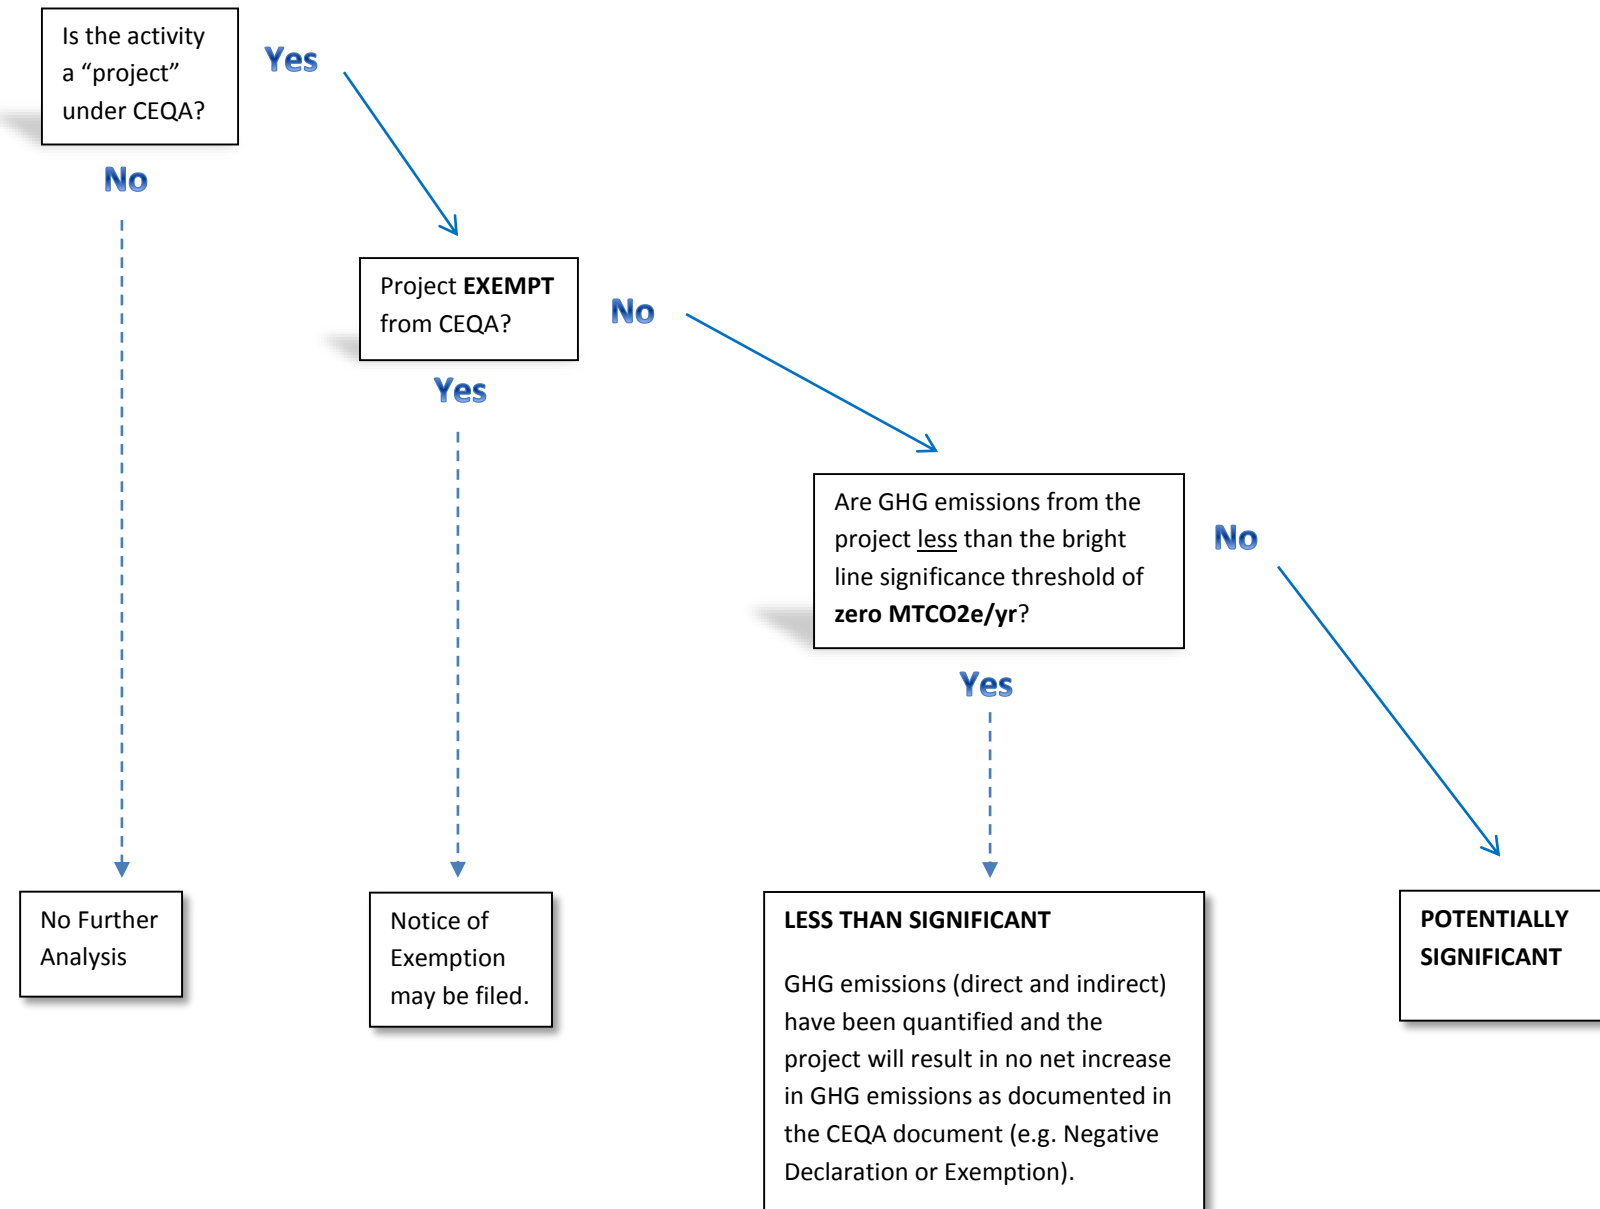 Is the activity
a “project”
under CEQA?
Yes
No
Project EXEMPT
from CEQA?
No
Yes
Are GHG emissions from the
project less than the bright
line significance threshold of
zero MTCO2e/yr?
No
Yes
No Further
Analysis
Notice of
Exemption
may be filed.
LESS THAN SIGNIFICANT
GHG emissions (direct and indirect)
have been quantified and the
project will result in no net increase
in GHG emissions as documented in
the CEQA document (e.g. Negative
Declaration or Exemption).
POTENTIALLY
SIGNIFICANT